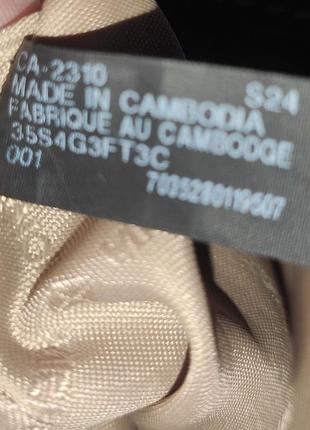 CA-2310 S24
MADE IN CAMBODIA
FABRIQUE AU CAMBODGE
35S4G3FT3C
001 7035280119507